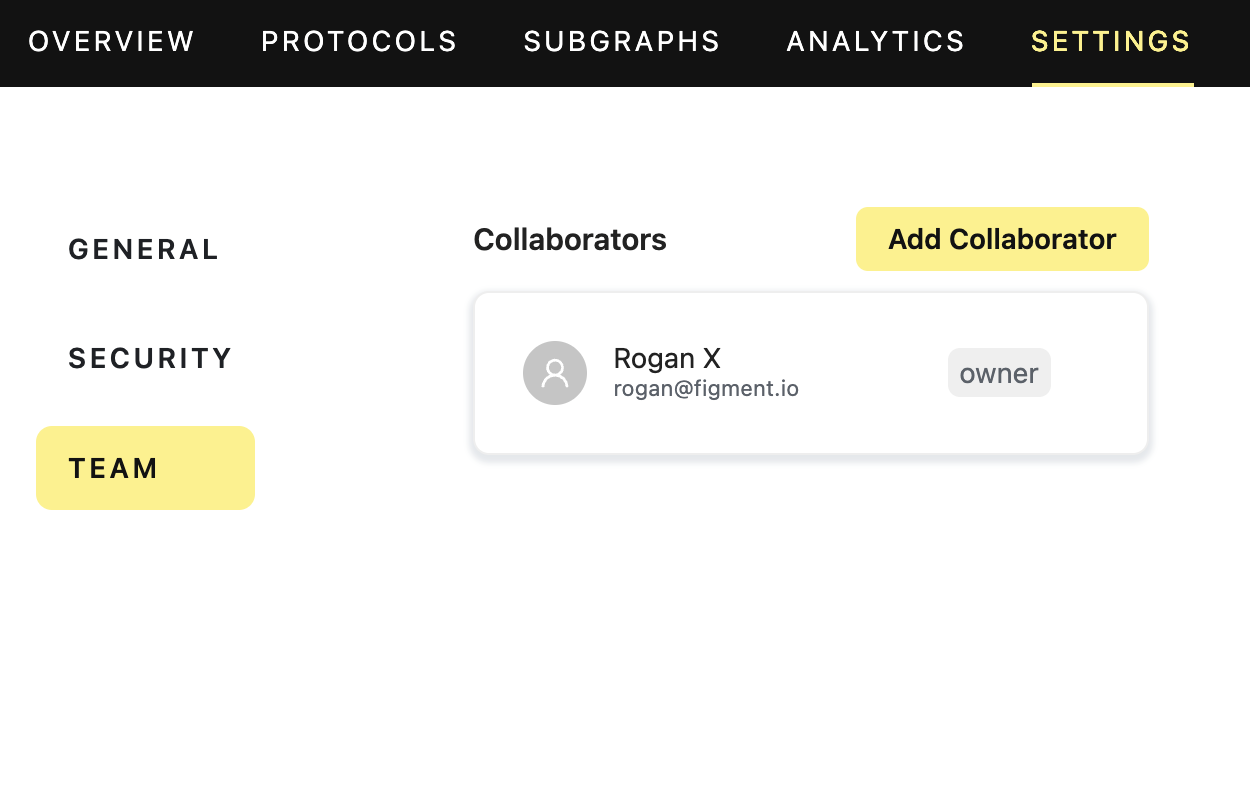 OVERVIEW PROTOCOLS SUBGRAPHS ANALYTICS SETTINGS
GENERAL
SECURITY
TEAM
Collaborators Add Collaborator
Rogan X
rogan@figment.io
owner